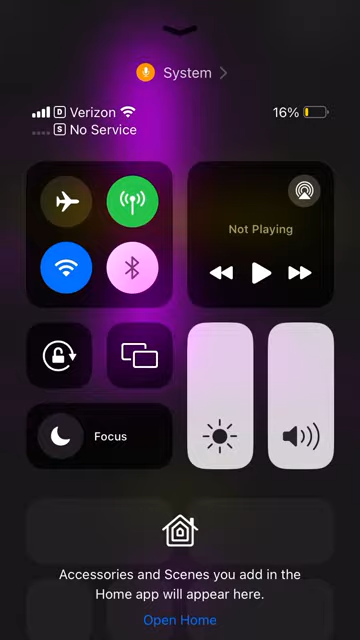 System
D Verizon
16%
S No Service
Not Playing
Focus
Accessories and Scenes you add in the
Home app will appear here.
Open Home